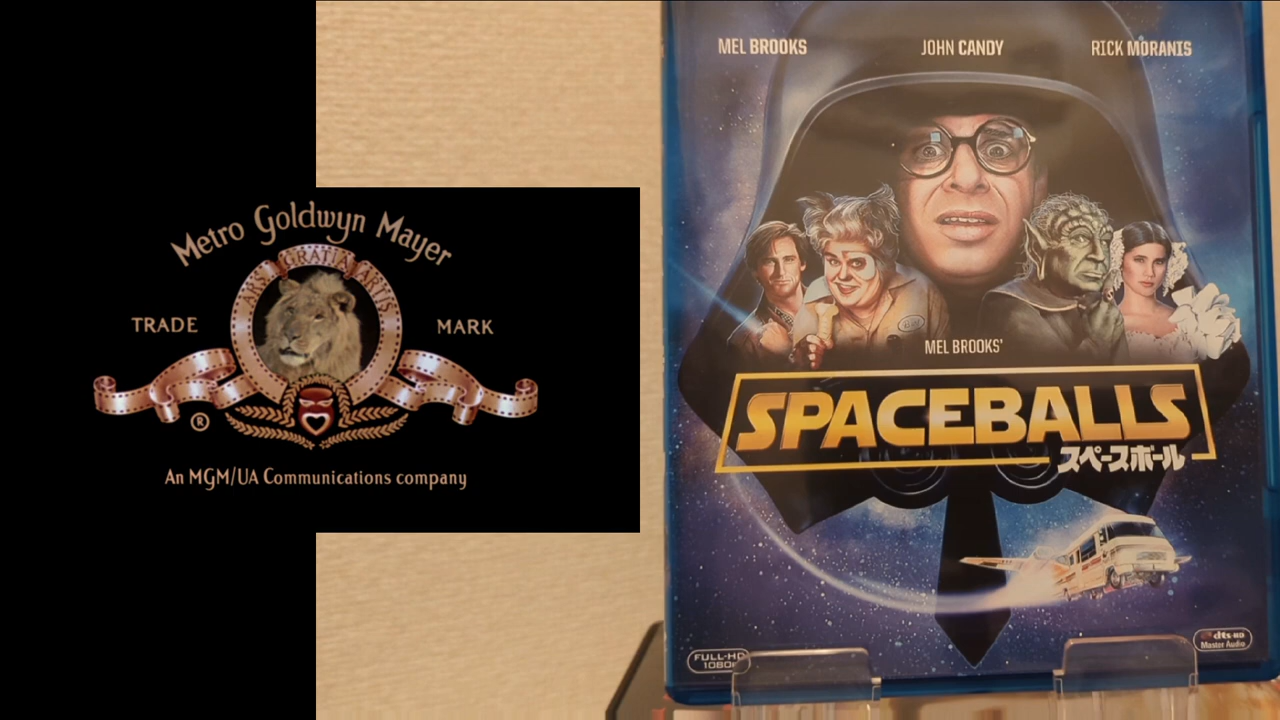 Metro Goldwyn Mayer
ARS GRATIA ARTIS
TRADE MARK
®
An MGM/UA Communications company
MEL BROOKS JOHN CANDY RICK MORANIS
MEL BROOKS'
SPACEBALLS
スペースボール
FULL-HD
1080p
dts-HD
Master Audio